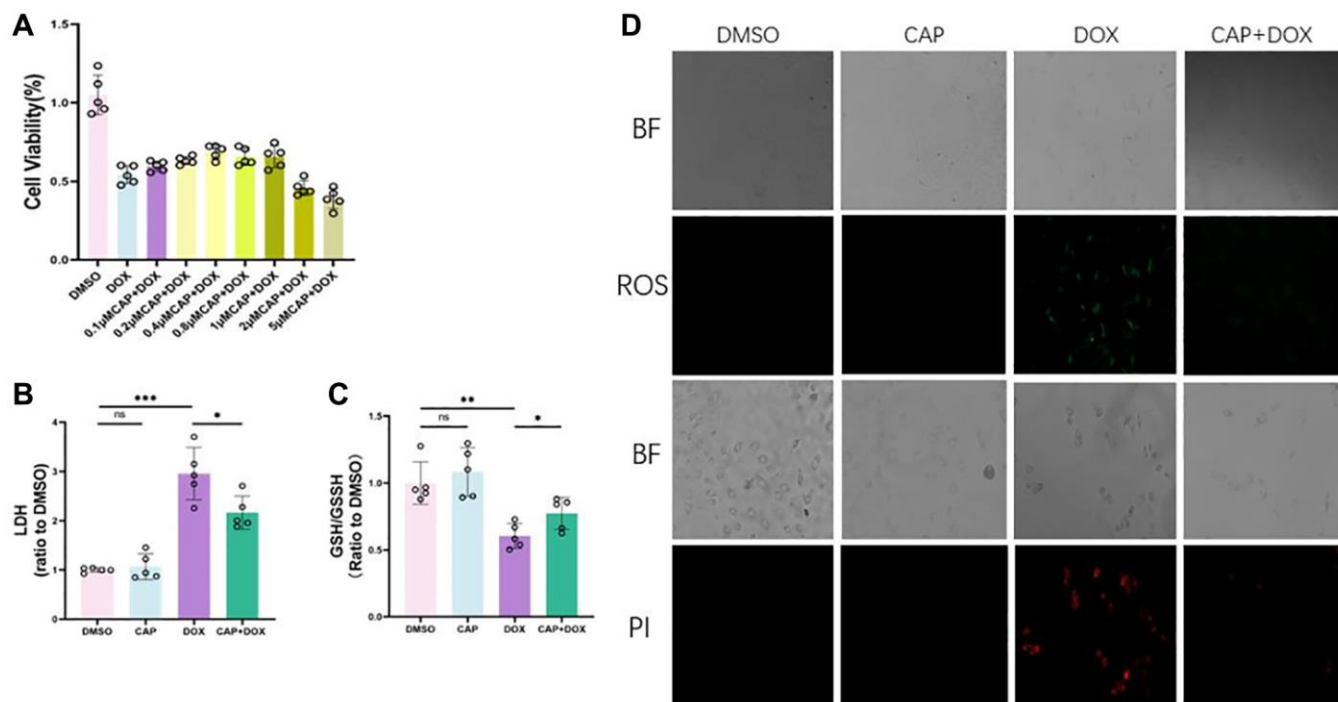 A
Cell Viability(%)
1.5
1.0
0.5
0.0
DMSO
DOX
0.1μMCAP+DOX
0.2μMCAP+DOX
0.4μMCAP+DOX
0.8μMCAP+DOX
1μMCAP+DOX
2μMCAP+DOX
5μMCAP+DOX
B
LDH
(ratio to DMSO)
4
3
2
1
0
***
ns
*
DMSO
CAP
DOX
CAP+DOX
C
GSH/GSSH
(Ratio to DMSO)
1.5
1.0
0.5
0.0
**
ns
*
DMSO
CAP
DOX
CAP+DOX
D
DMSO
CAP
DOX
CAP+DOX
BF
ROS
BF
PI